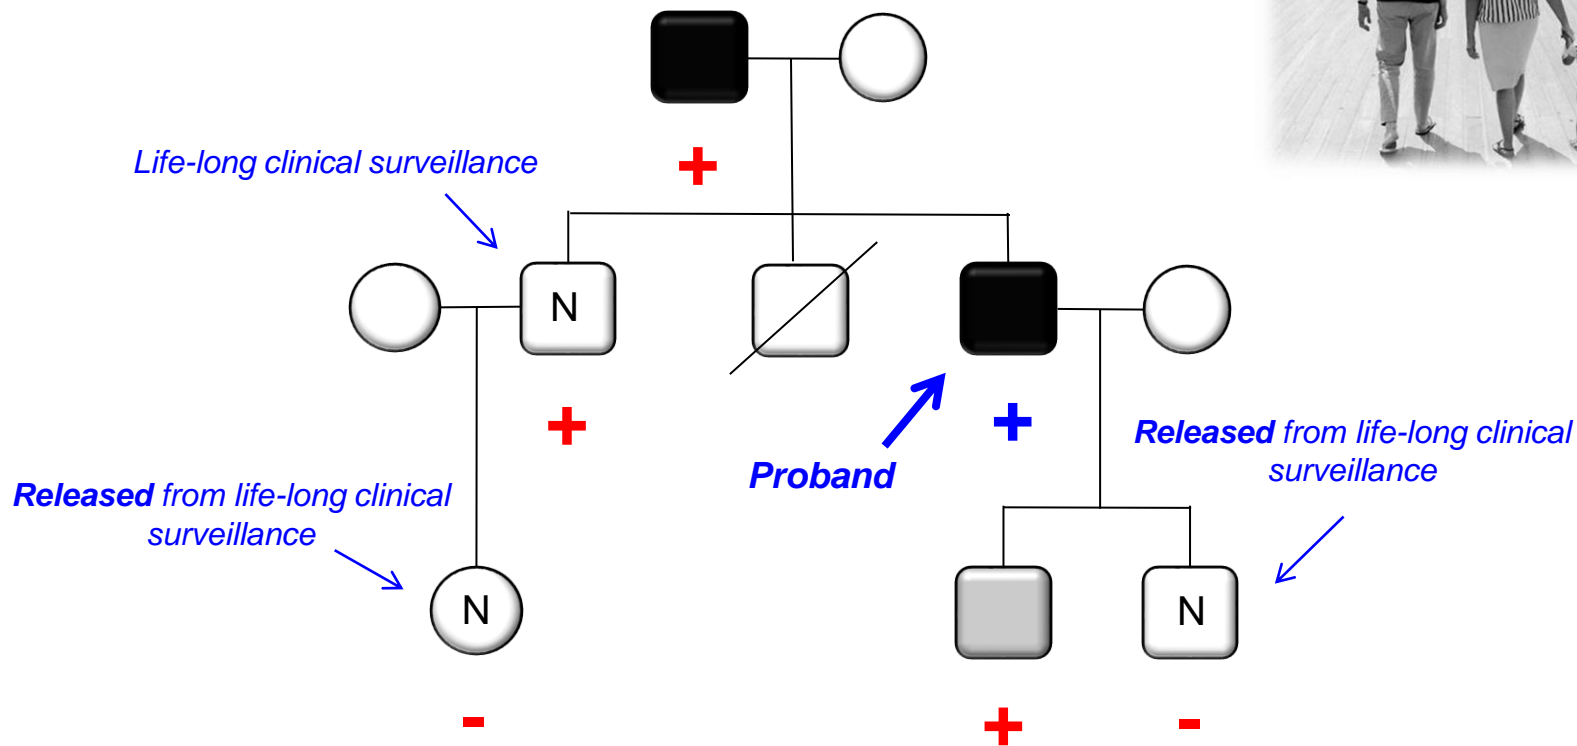 +
Life-long clinical surveillance
N
+
+
Proband
Released from life-long clinical
surveillance
Released from life-long clinical
surveillance
N
N
-
+
-